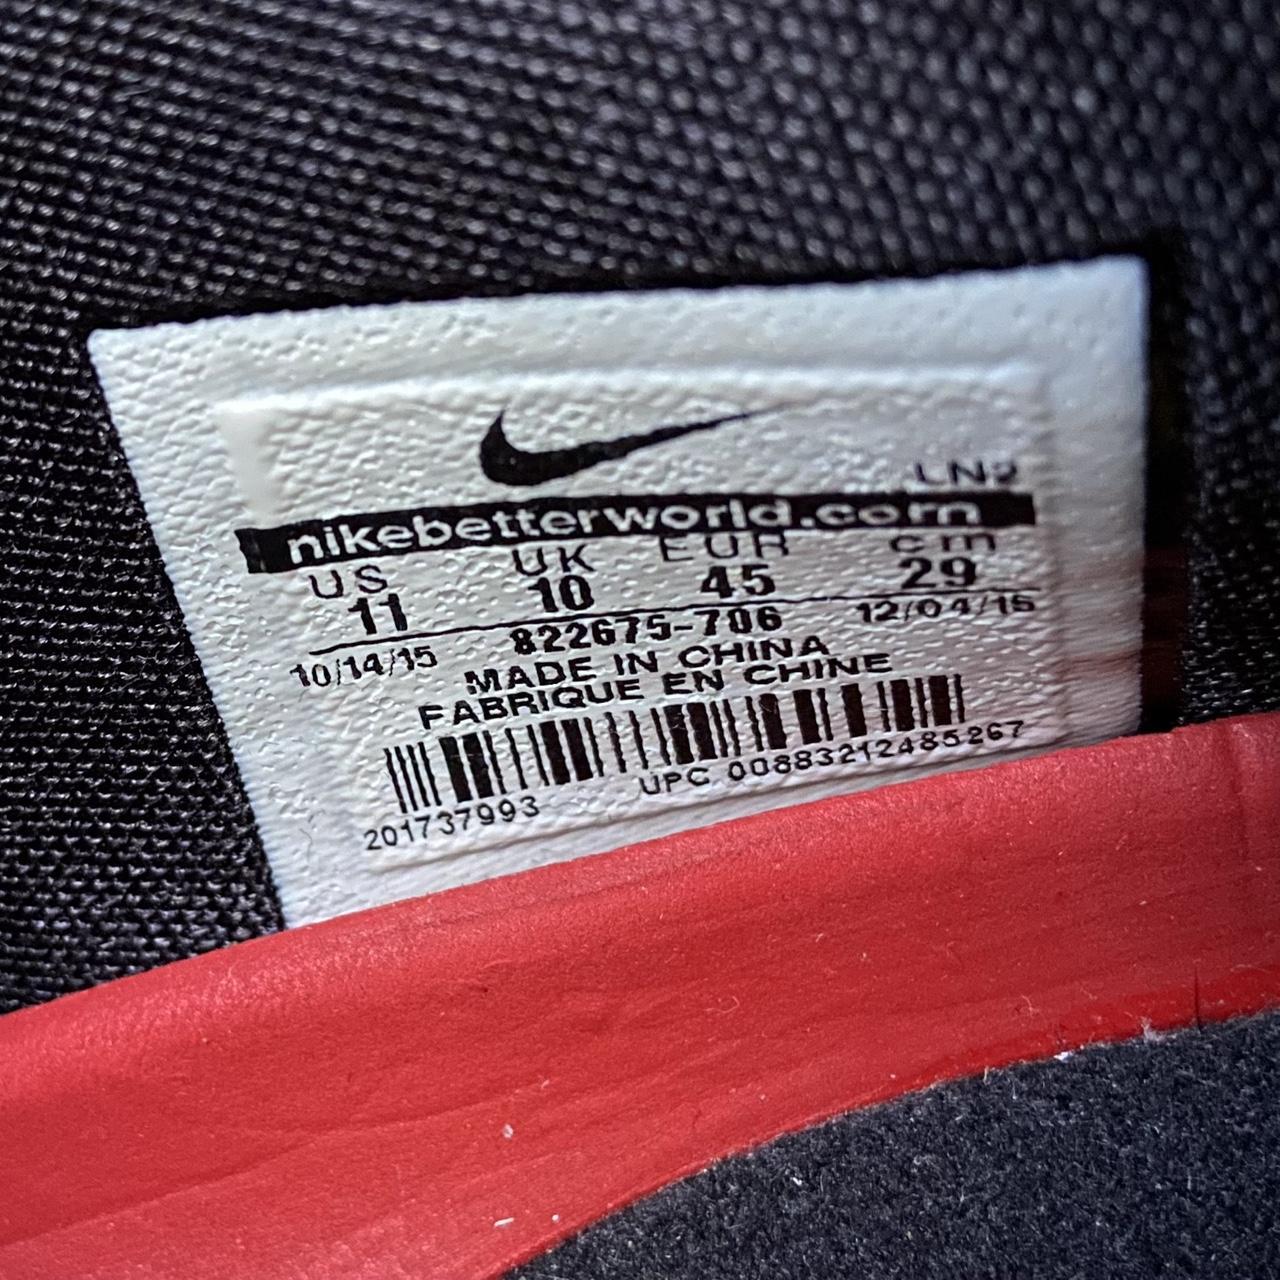 LN2
nikebetterworld.com
US UK EUR cm
11 10 45 29
10/14/15 822675-706 12/04/15
MADE IN CHINA
FABRIQUE EN CHINE
201737993 UPC 00883212485267